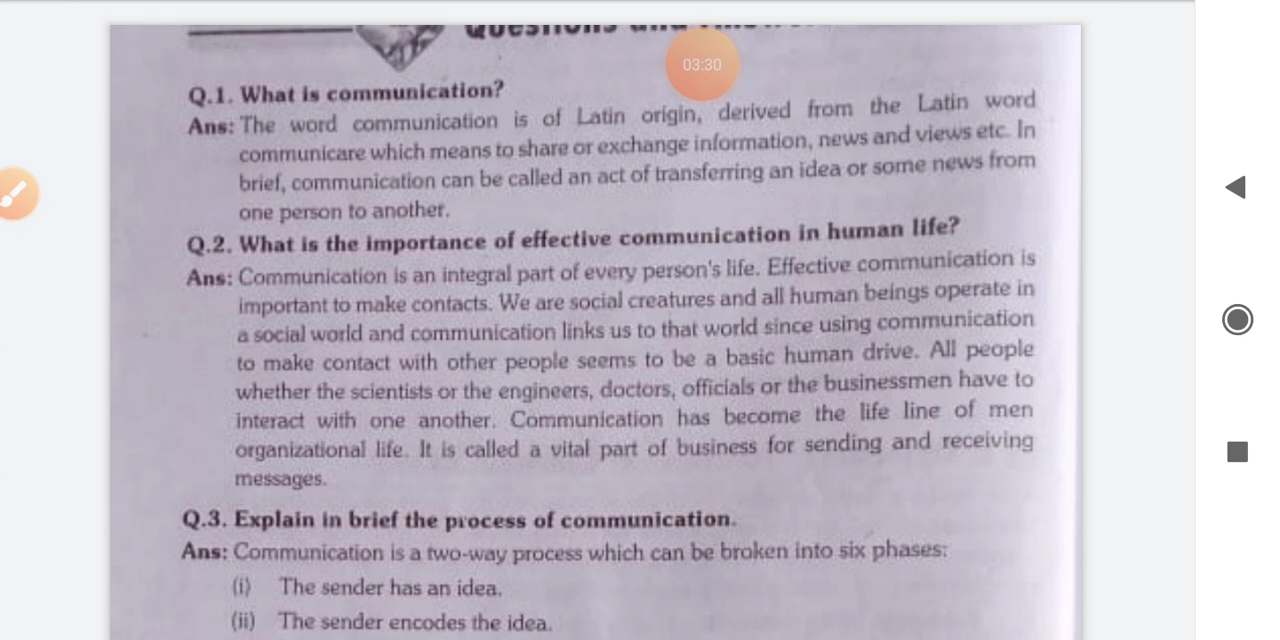 Questions and
03:30
Q.1. What is communication?
Ans: The word communication is of Latin origin, derived from the Latin word
communicare which means to share or exchange information, news and views etc. In
brief, communication can be called an act of transferring an idea or some news from
one person to another.
Q.2. What is the importance of effective communication in human life?
Ans: Communication is an integral part of every person's life. Effective communication is
important to make contacts. We are social creatures and all human beings operate in
a social world and communication links us to that world since using communication
to make contact with other people seems to be a basic human drive. All people
whether the scientists or the engineers, doctors, officials or the businessmen have to
interact with one another. Communication has become the life line of men
organizational life. It is called a vital part of business for sending and receiving
messages.
Q.3. Explain in brief the process of communication.
Ans: Communication is a two-way process which can be broken into six phases:
(i) The sender has an idea.
(ii) The sender encodes the idea.